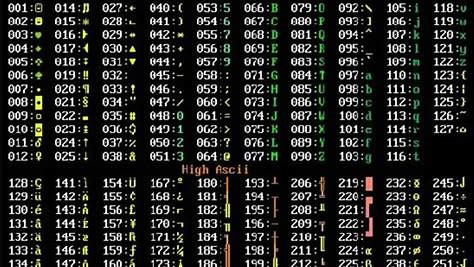 001:☺ 014:♫ 027:← 040:( 053:5 066:B 079:O 092:\ 105:i 118:v
002:☻ 015:☼ 028:∟ 041:) 054:6 067:C 080:P 093:] 106:j 119:w
003:♥ 016:► 029:↔ 042:* 055:7 068:D 081:Q 094:^ 107:k 120:x
004:♦ 017:◄ 030:▲ 043:+ 056:8 069:E 082:R 095:_ 108:l 121:y
005:♣ 018:↕ 031:▼ 044:, 057:9 070:F 083:S 096:` 109:m 122:z
006:♠ 019:‼ 032: 045:- 058:: 071:G 084:T 097:a 110:n 123:{
007:• 020:¶ 033:! 046:. 059:; 072:H 085:U 098:b 111:o 124:|
008:◘ 021:§ 034:" 047:/ 060:< 073:I 086:V 099:c 112:p 125:}
009:○ 022:▬ 035:# 048:0 061:= 074:J 087:W 100:d 113:q 126:~
010:◙ 023:↨ 036:$ 049:1 062:> 075:K 088:X 101:e 114:r 127:⌂
011:♂ 024:↑ 037:% 050:2 063:? 076:L 089:Y 102:f 115:s
012:♀ 025:↓ 038:& 051:3 064:@ 077:M 090:Z 103:g 116:t
High Ascii
128:Ç 141:ì 154:Ü 167:º 180:┤ 193:┴ 206:╬ 219:█ 232:Φ 245:⌡
129:ü 142:Ä 155:¢ 168:¿ 181:╡ 194:┬ 207:╧ 220:▄ 233:Θ 246:÷
130:é 143:Å 156:£ 169:⌐ 182:╢ 195:├ 208:╨ 221:▌ 234:Ω 247:≈
131:â 144:É 157:¥ 170:¬ 183:╖ 196:─ 209:╤ 222:▐ 235:δ 248:°
132:ä 145:æ 158:₧ 171:½ 184:╕ 197:┼ 210:╥ 223:▀ 236:∞ 249:∙
133:à 146:Æ 159:ƒ 172:¼ 185:╣ 198:╞ 211:╙ 224:α 237:φ 250:·